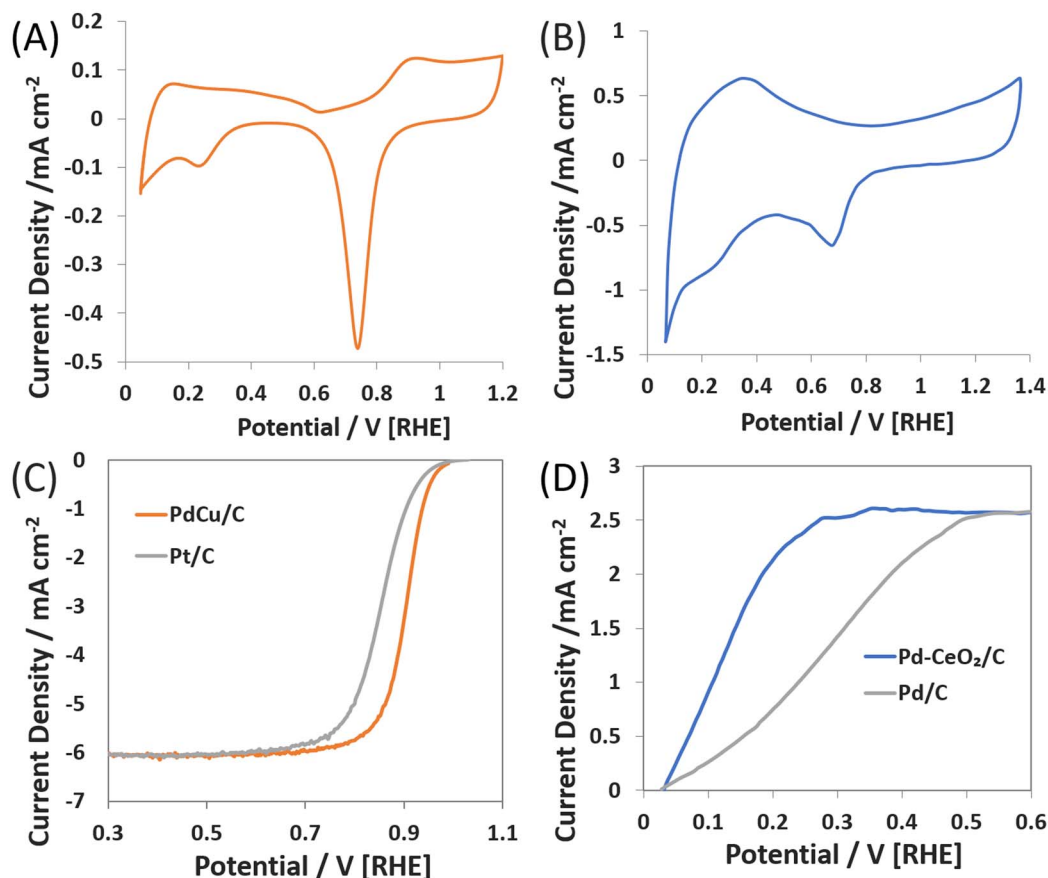 (A)
0.2
0.1
0
-0.1
-0.2
-0.3
-0.4
-0.5
Current Density /mA cm⁻²
0 0.2 0.4 0.6 0.8 1 1.2
Potential / V [RHE]
(B)
1
0.5
0
-0.5
-1
-1.5
Current Density /mA cm⁻²
0 0.2 0.4 0.6 0.8 1 1.2 1.4
Potential / V [RHE]
(C)
0
-1
-2
-3
-4
-5
-6
-7
Current Density / mA cm⁻²
PdCu/C
Pt/C
0.3 0.5 0.7 0.9 1.1
Potential / V [RHE]
(D)
3
2.5
2
1.5
1
0.5
0
Current Density /mA cm⁻²
Pd-CeO₂/C
Pd/C
0 0.1 0.2 0.3 0.4 0.5 0.6
Potential / V [RHE]